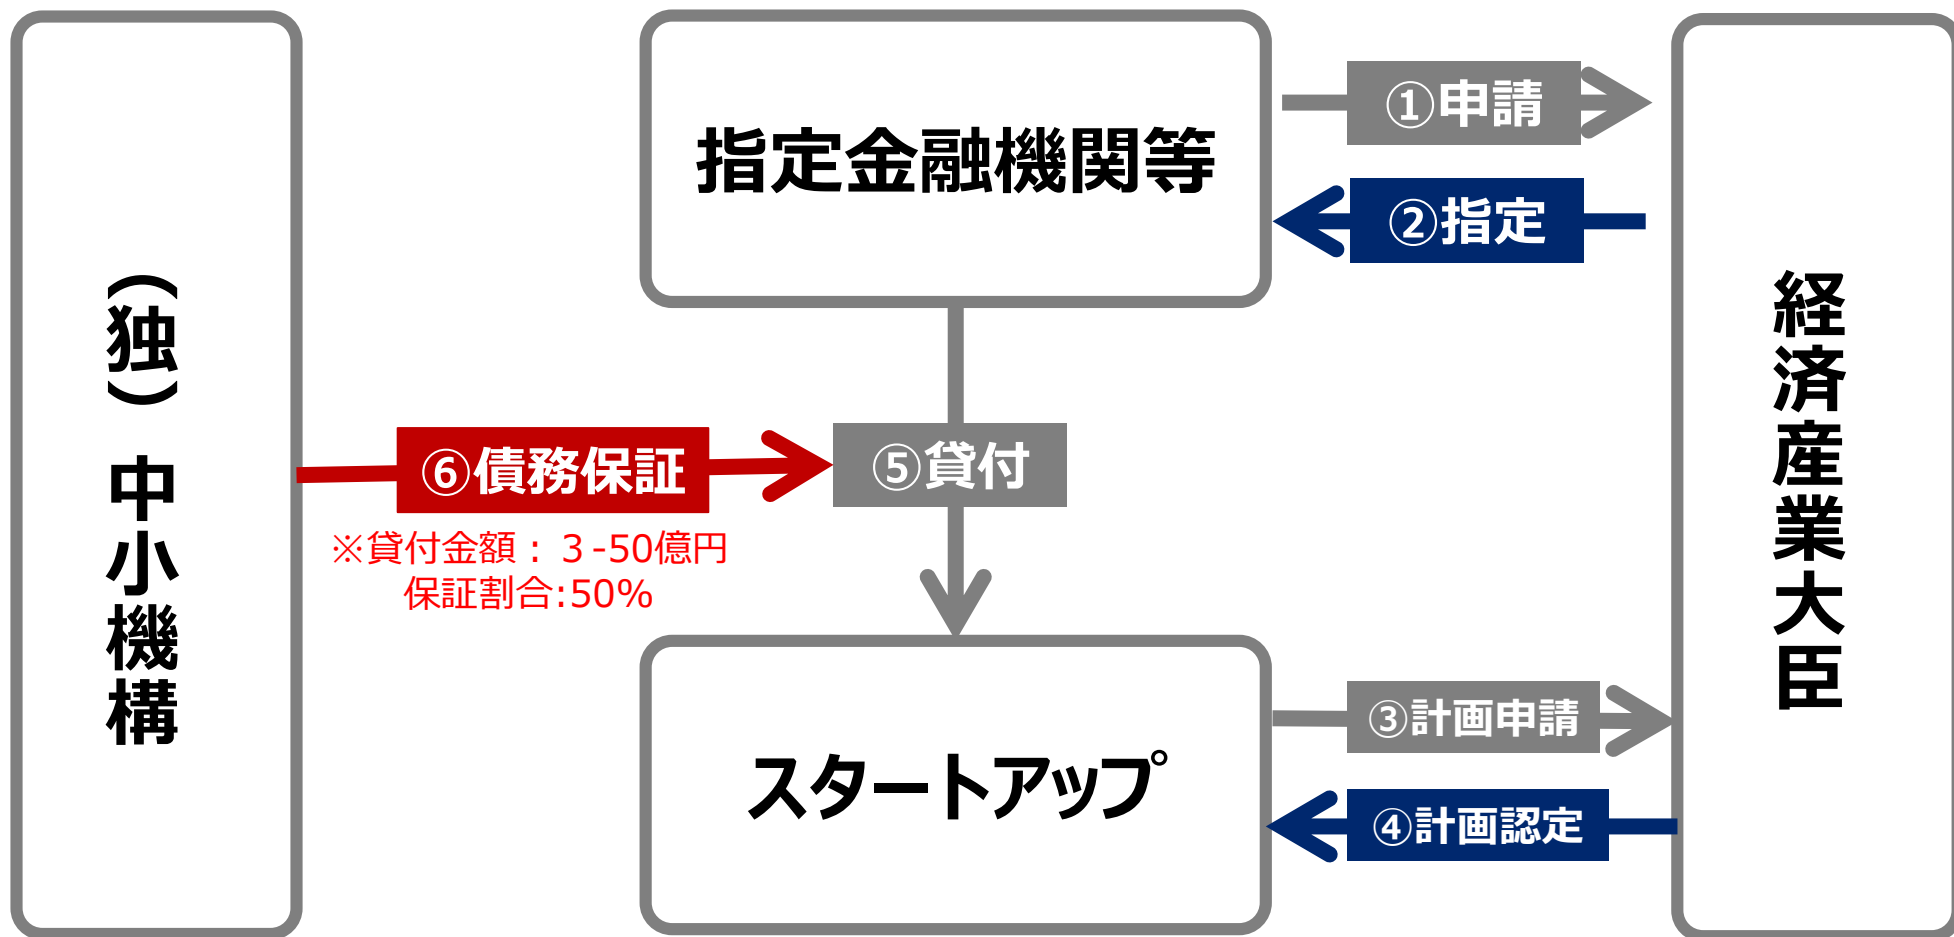 (独)中小機構
指定金融機関等
①申請
②指定
経済産業大臣
⑥債務保証
⑤貸付
※貸付金額：３-50億円
保証割合:50%
スタートアップ
③計画申請
④計画認定